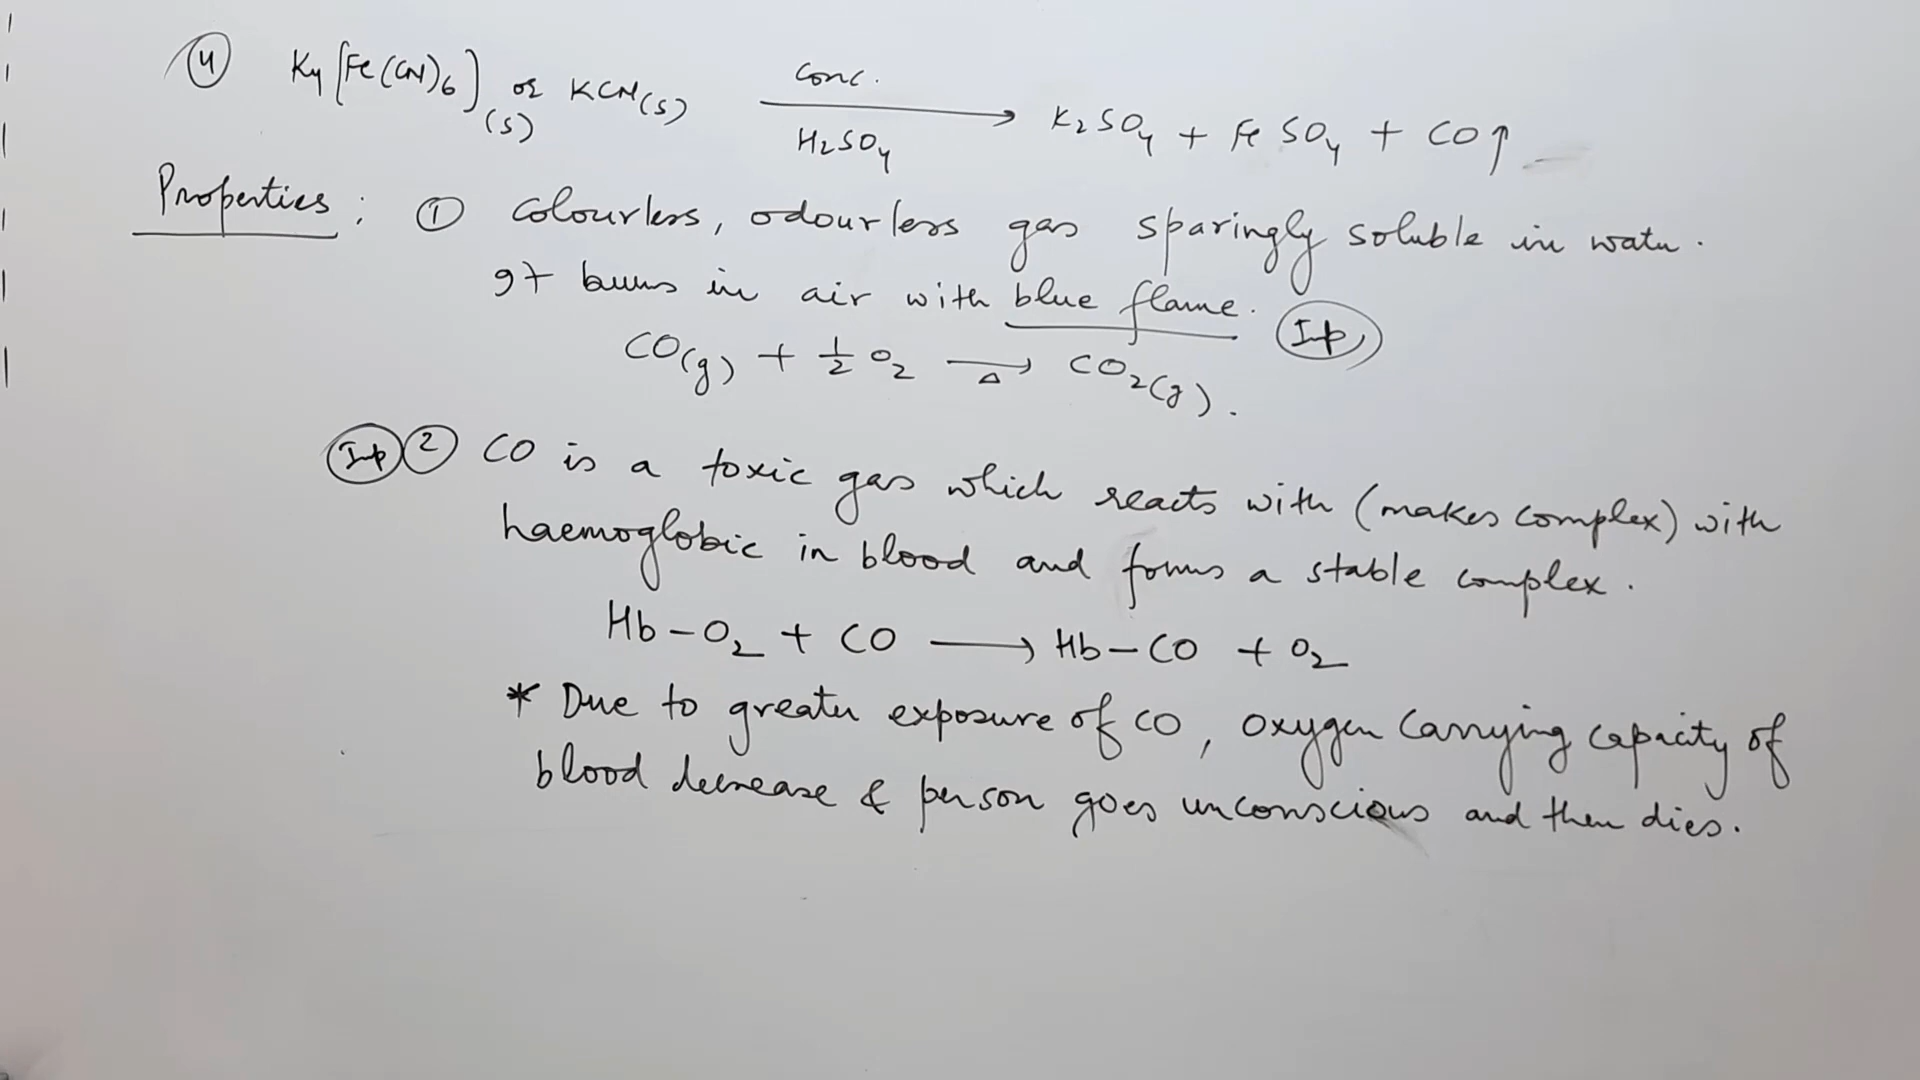 ④ K4[Fe(CN)6](s) or KCN(s) —conc. H2SO4→ K2SO4 + FeSO4 + CO↑
Properties : ① Colourless, odourless gas sparingly soluble in water.
It burns in air with blue flame. Imp
CO(g) + 1/2 O2 —Δ→ CO2(g).
Imp ② CO is a toxic gas which reacts with (makes complex) with
haemoglobic in blood and forms a stable complex.
Hb-O2 + CO → Hb-CO + O2
* Due to greater exposure of CO, oxygen carrying capacity of
blood decrease & person goes unconscious and then dies.